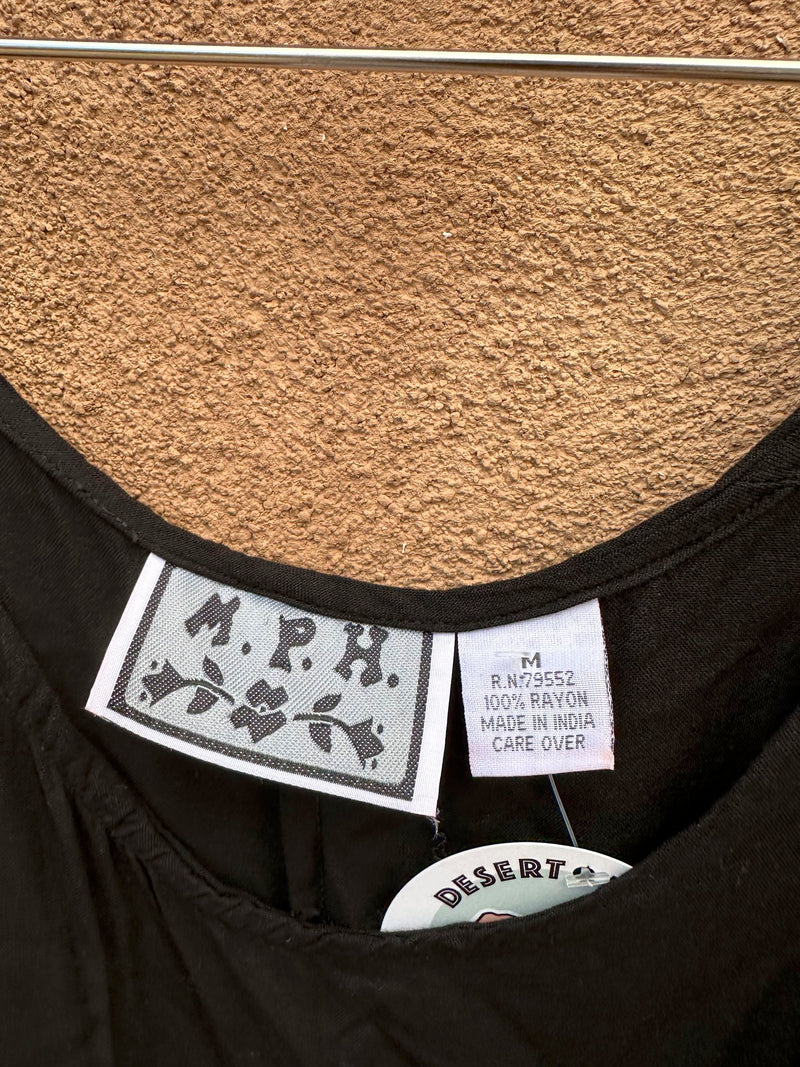 M.P.H.
M
R.N.79552
100% RAYON
MADE IN INDIA
CARE OVER
DESERT